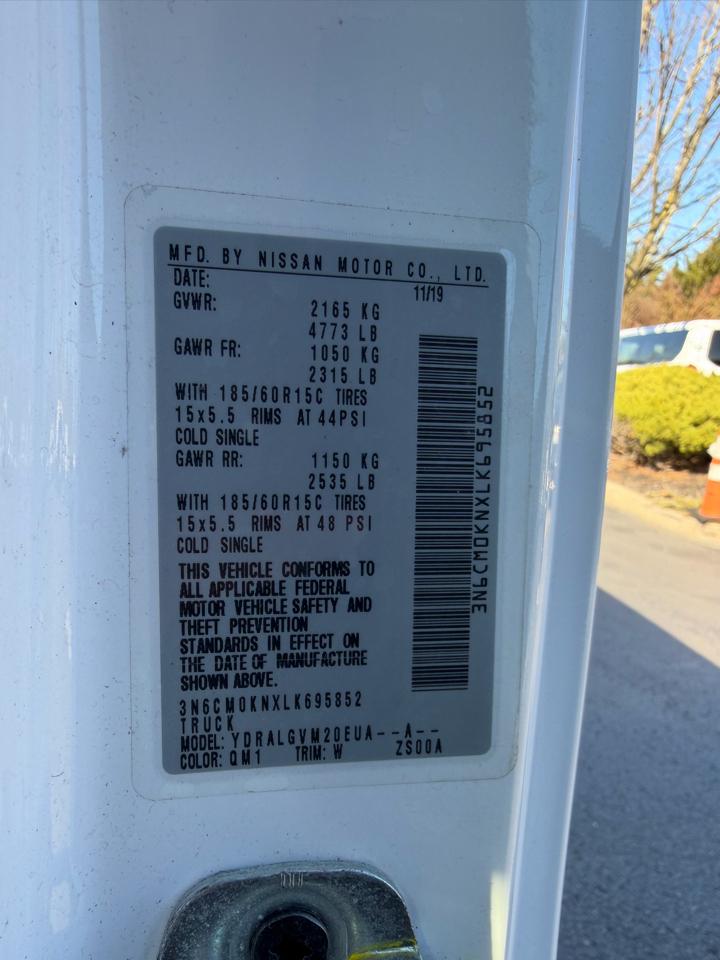 MFD. BY NISSAN MOTOR CO., LTD.
DATE: 11/19
GVWR: 2165 KG
4773 LB
GAWR FR: 1050 KG
2315 LB
WITH 185/60R15C TIRES
15x5.5 RIMS AT 44PSI
COLD SINGLE
GAWR RR: 1150 KG
2535 LB
WITH 185/60R15C TIRES
15x5.5 RIMS AT 48 PSI
COLD SINGLE
THIS VEHICLE CONFORMS TO
ALL APPLICABLE FEDERAL
MOTOR VEHICLE SAFETY AND
THEFT PREVENTION
STANDARDS IN EFFECT ON
THE DATE OF MANUFACTURE
SHOWN ABOVE.
3N6CM0KNXLK695852
TRUCK
MODEL: YDRALGVM20EUA--A--
COLOR: QM1 TRIM: W ZS00A
3N6CM0KNXLK695852